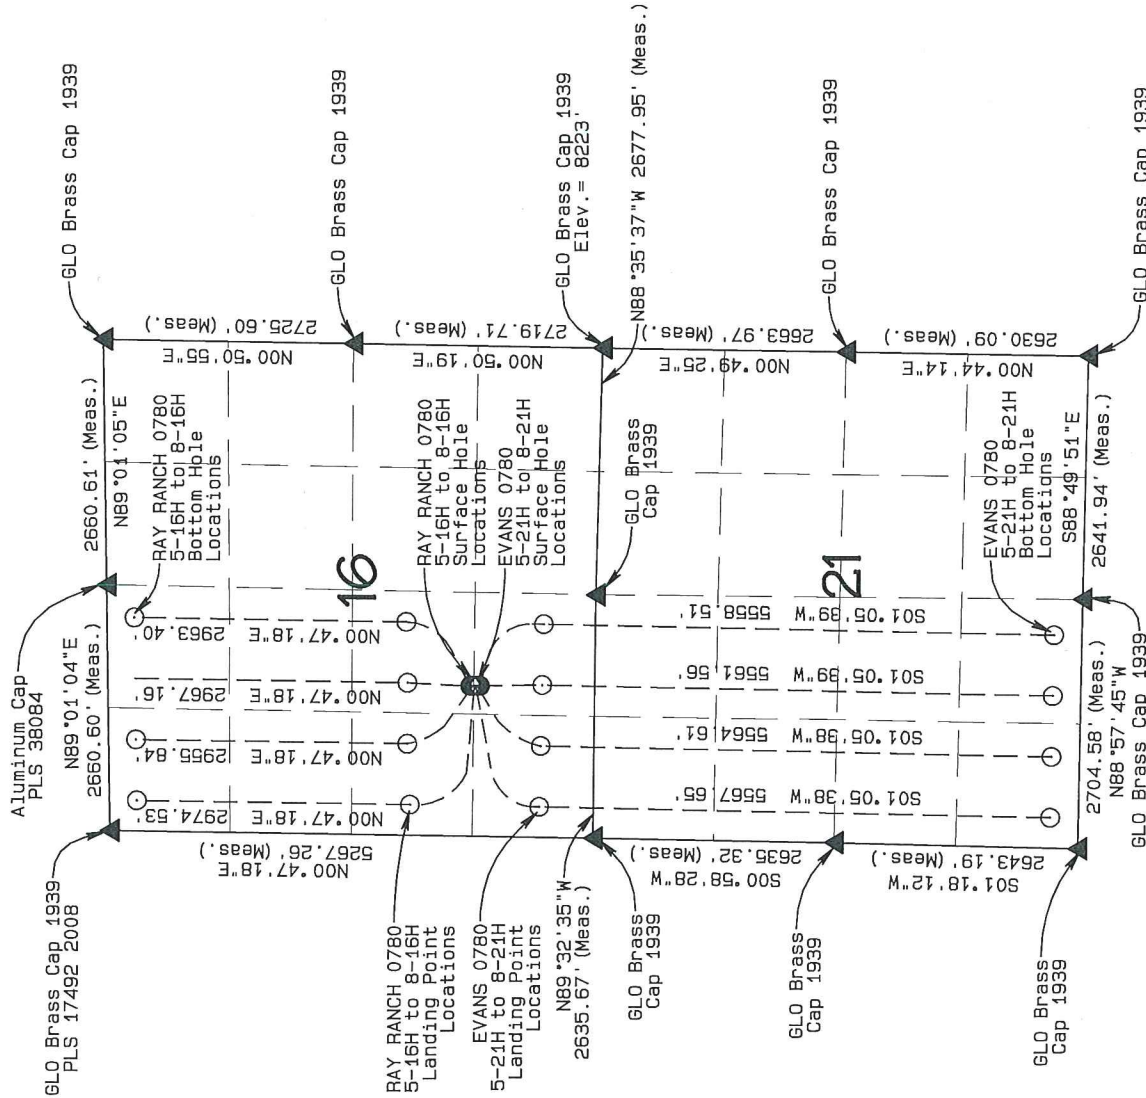 Aluminum Cap
PLS 38084
GLO Brass Cap 1939
PLS 17492 2008
N89°01'04"E
2660.60' (Meas.)
2660.61' (Meas.)
N89°01'05"E
GLO Brass Cap 1939
RAY RANCH 0780
5-16H to 8-16H
Bottom Hole
Locations
N00°50'55"E
2725.60' (Meas.)
GLO Brass Cap 1939
N00°50'19"E
2719.71' (Meas.)
N00°47'18"E
5267.26' (Meas.)
N00°47'18"E 2974.53'
N00°47'18"E 2955.84'
N00°47'18"E 2967.16'
N00°47'18"E 2963.40'
16
RAY RANCH 0780
5-16H to 8-16H
Surface Hole
Locations
EVANS 0780
5-21H to 8-21H
Surface Hole
Locations
RAY RANCH 0780
5-16H to 8-16H
Landing Point
Locations
EVANS 0780
5-21H to 8-21H
Landing Point
Locations
N89°32'35"W
2635.67' (Meas.)
GLO Brass
Cap 1939
GLO Brass
Cap 1939
GLO Brass Cap 1939
Elev.= 8223'
N88°35'37"W 2677.95' (Meas.)
N00°49'25"E
2663.97' (Meas.)
GLO Brass Cap 1939
N00°44'14"E
2630.09' (Meas.)
S00°58'28"W
2635.32' (Meas.)
GLO Brass
Cap 1939
S01°18'12"W
2643.19' (Meas.)
S01°05'38"W 5567.65'
S01°05'38"W 5564.61'
S01°05'39"W 5561.56'
S01°05'39"W 5558.51'
21
EVANS 0780
5-21H to 8-21H
Bottom Hole
Locations
S88°49'51"E
2641.94' (Meas.)
2704.58' (Meas.)
N88°57'45"W
GLO Brass
Cap 1939
GLO Brass Cap 1939
GLO Brass Cap 1939